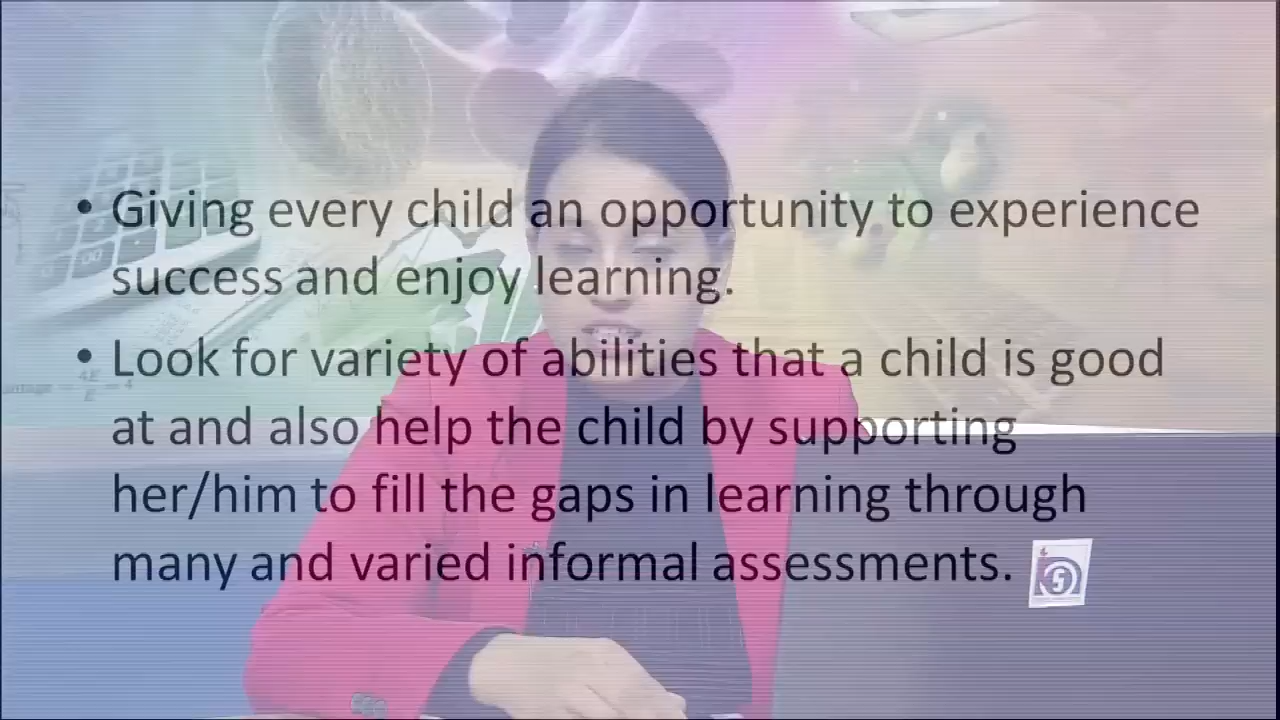 • Giving every child an opportunity to experience
success and enjoy learning.
• Look for variety of abilities that a child is good
at and also help the child by supporting
her/him to fill the gaps in learning through
many and varied informal assessments.